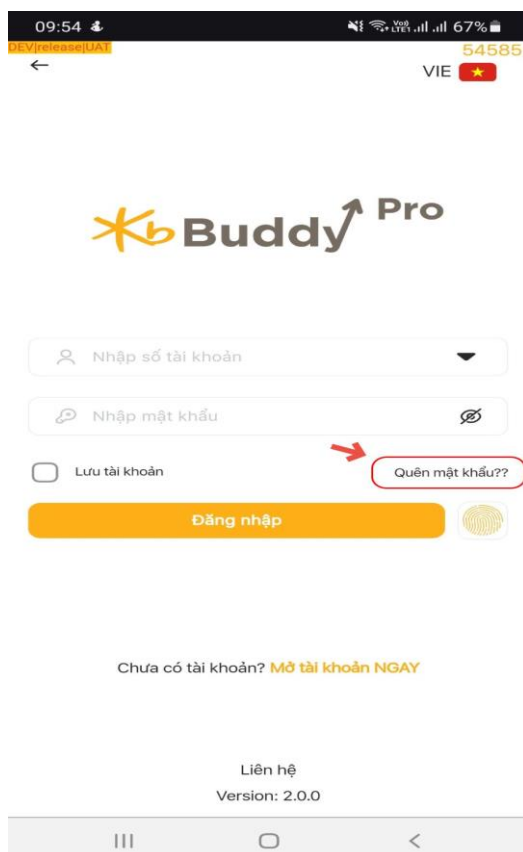 09:54 67%
DEV|release|UAT 54585
VIE
Kb Buddy Pro
Nhập số tài khoản
Nhập mật khẩu
Lưu tài khoản Quên mật khẩu??
Đăng nhập
Chưa có tài khoản? Mở tài khoản NGAY
Liên hệ
Version: 2.0.0